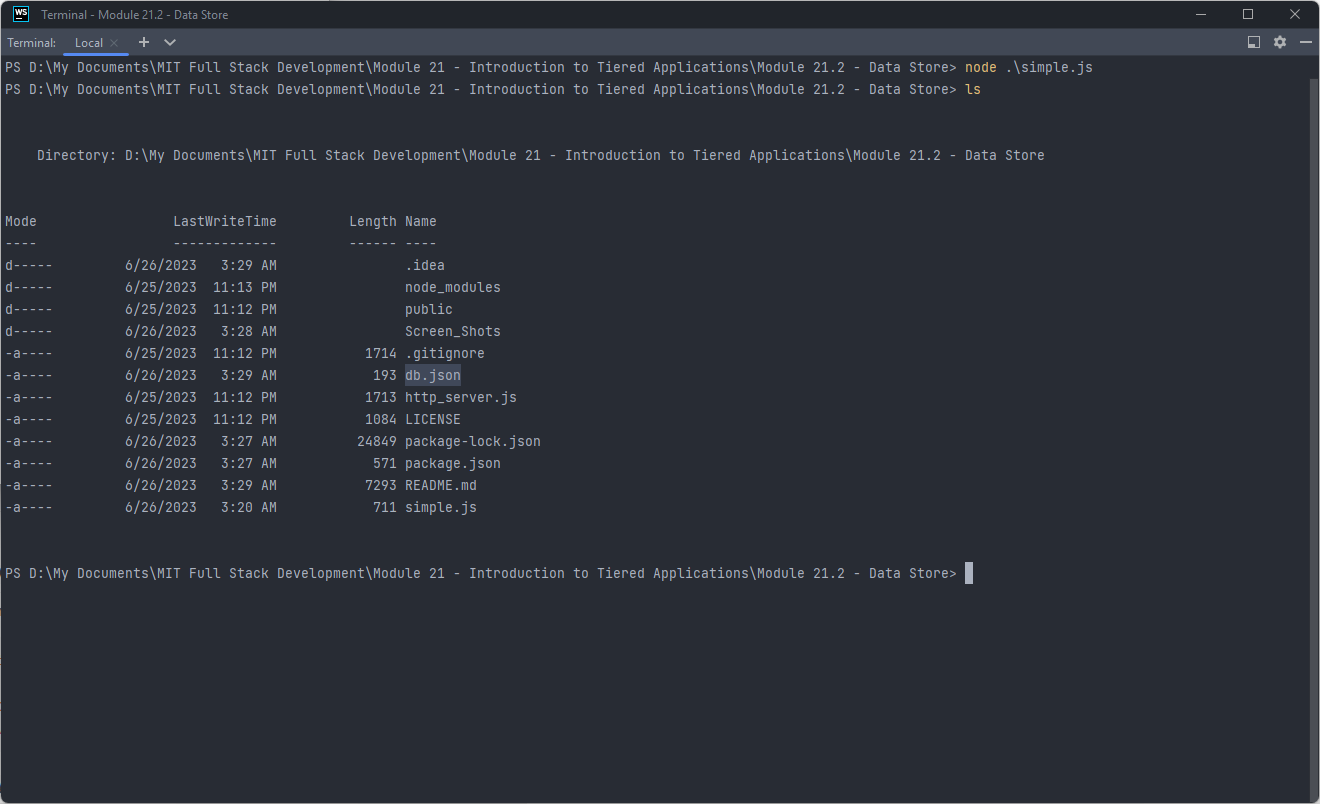 WS Terminal - Module 21.2 - Data Store
Terminal: Local
PS D:\My Documents\MIT Full Stack Development\Module 21 - Introduction to Tiered Applications\Module 21.2 - Data Store> node .\simple.js
PS D:\My Documents\MIT Full Stack Development\Module 21 - Introduction to Tiered Applications\Module 21.2 - Data Store> ls
    Directory: D:\My Documents\MIT Full Stack Development\Module 21 - Introduction to Tiered Applications\Module 21.2 - Data Store
Mode                 LastWriteTime         Length Name
----                 -------------         ------ ----
d-----         6/26/2023   3:29 AM                .idea
d-----         6/25/2023  11:13 PM                node_modules
d-----         6/25/2023  11:12 PM                public
d-----         6/26/2023   3:28 AM                Screen_Shots
-a----         6/25/2023  11:12 PM           1714 .gitignore
-a----         6/26/2023   3:29 AM            193 db.json
-a----         6/25/2023  11:12 PM           1713 http_server.js
-a----         6/25/2023  11:12 PM           1084 LICENSE
-a----         6/26/2023   3:27 AM          24849 package-lock.json
-a----         6/26/2023   3:27 AM            571 package.json
-a----         6/26/2023   3:29 AM           7293 README.md
-a----         6/26/2023   3:20 AM            711 simple.js
PS D:\My Documents\MIT Full Stack Development\Module 21 - Introduction to Tiered Applications\Module 21.2 - Data Store>